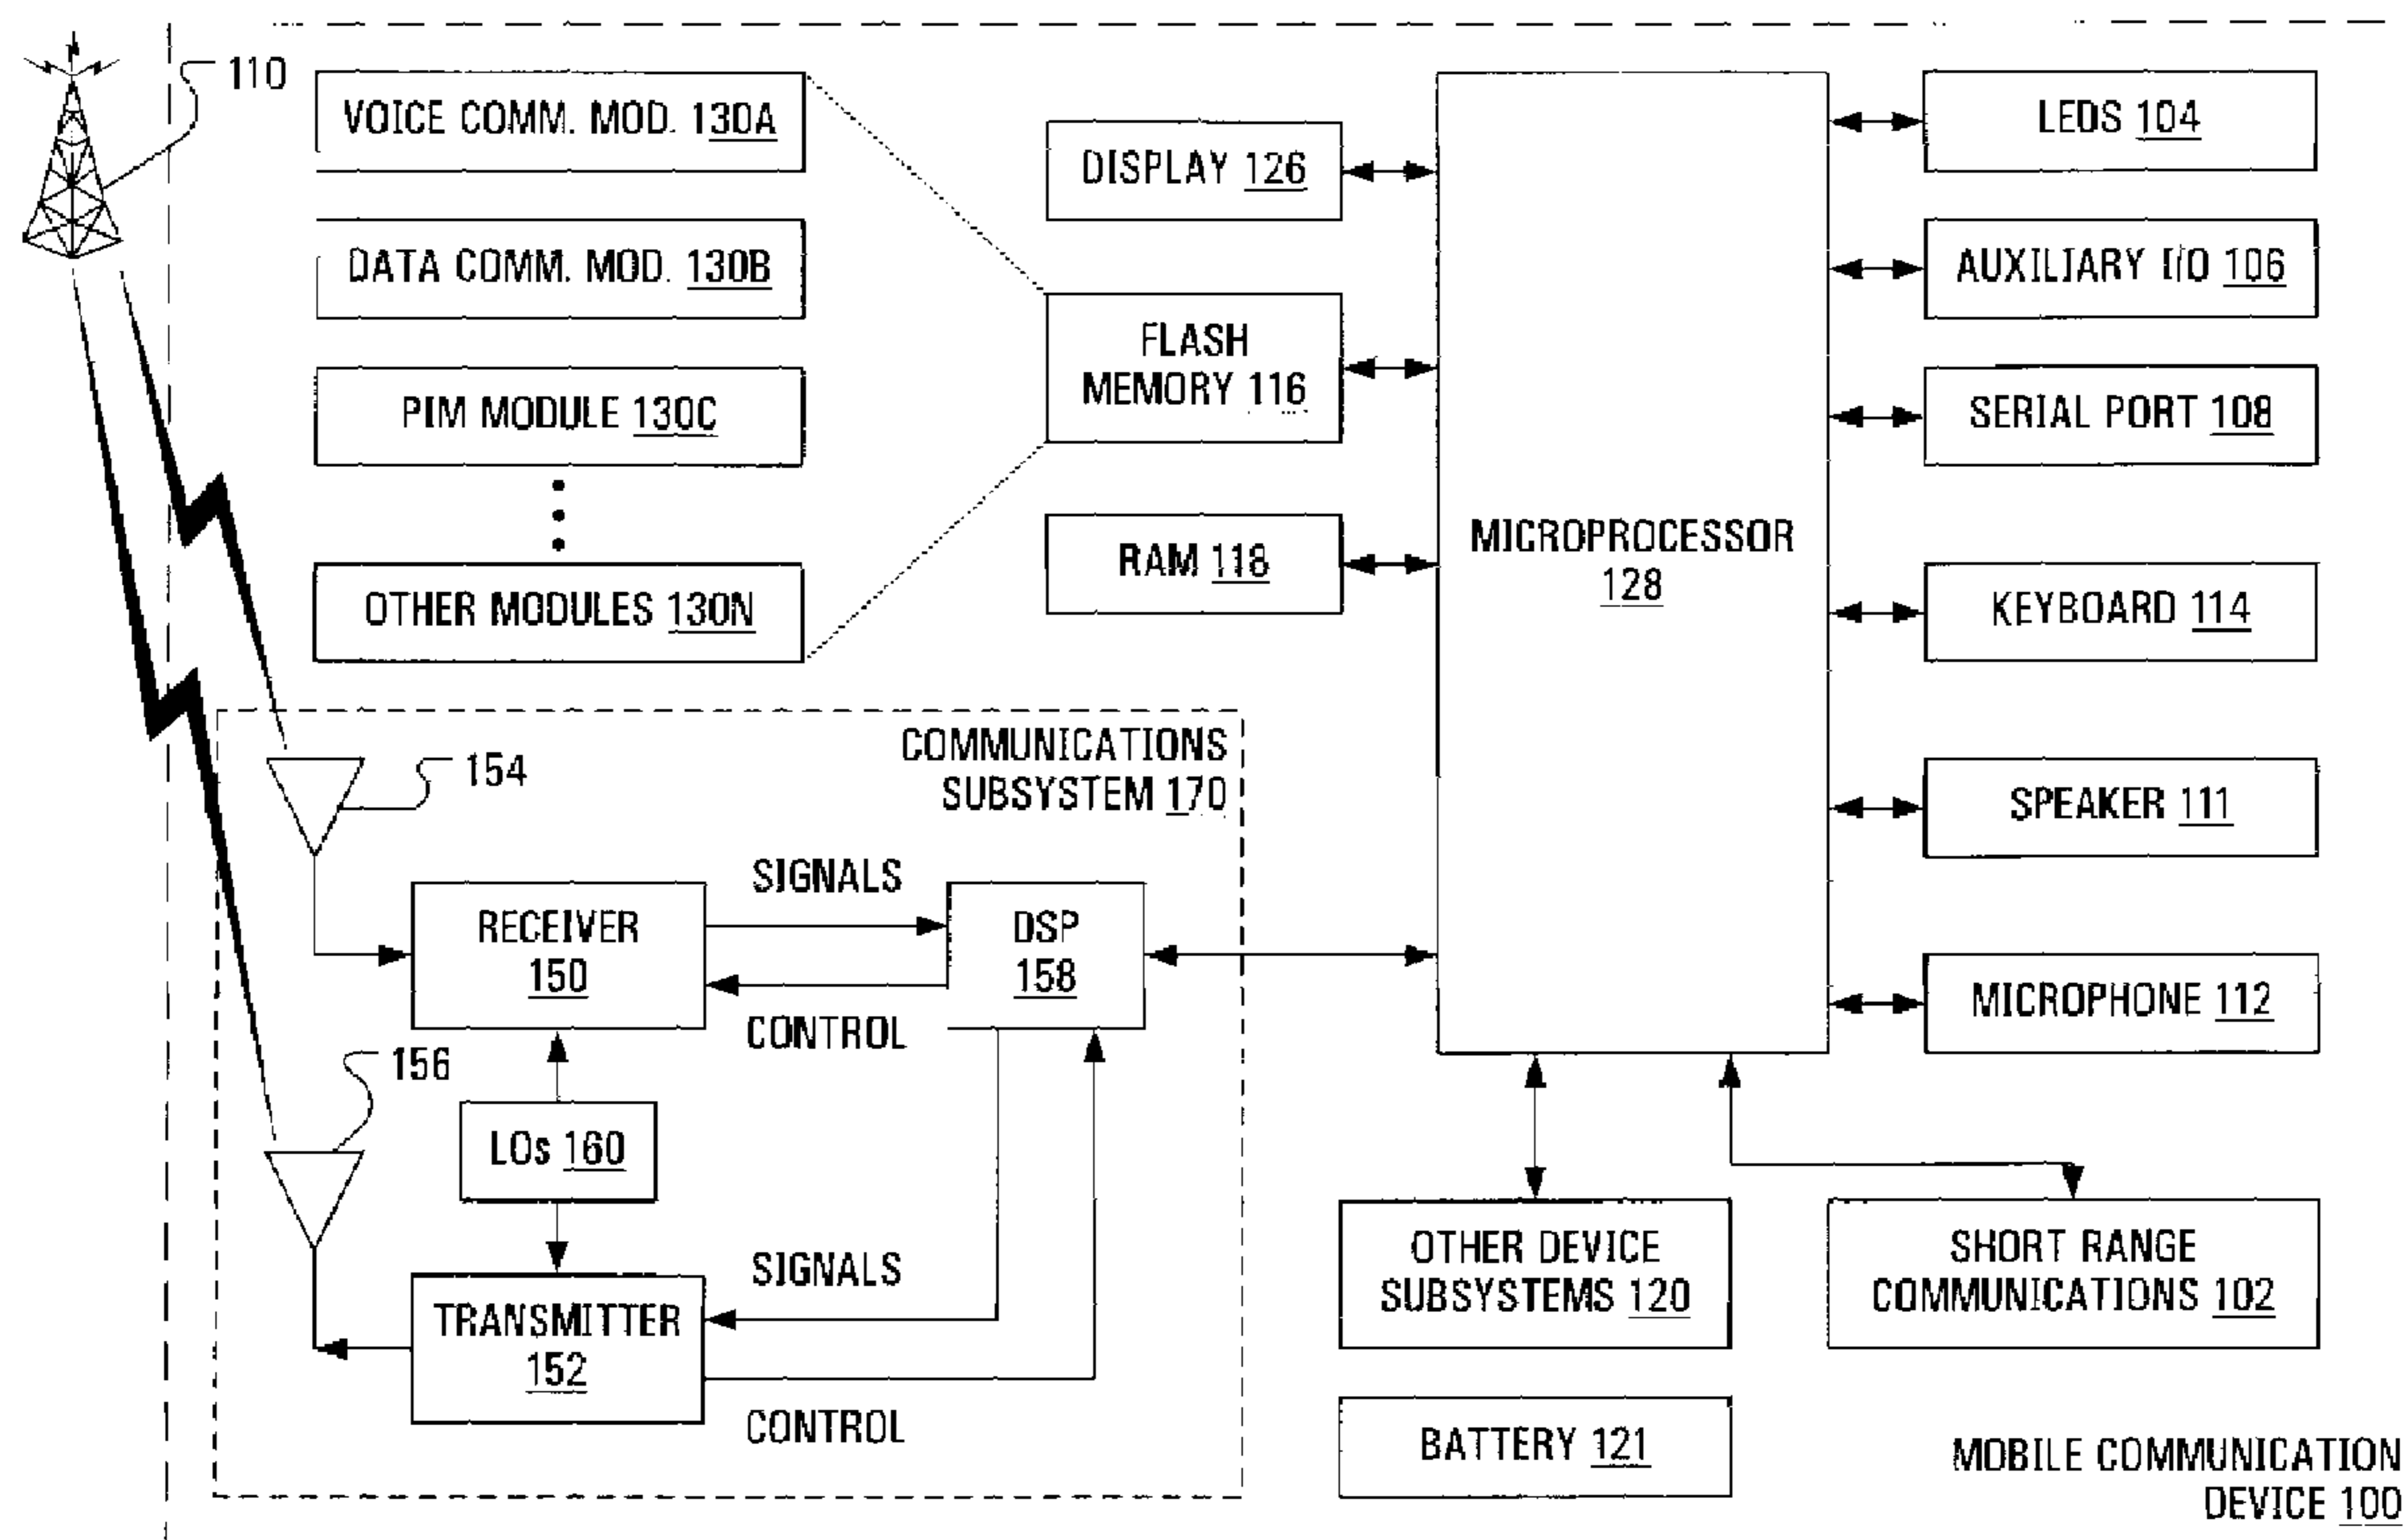 110
VOICE COMM. MOD. 130A
DATA COMM. MOD. 130B
PIM MODULE 130C
OTHER MODULES 130N
DISPLAY 126
FLASH
MEMORY 116
RAM 118
MICROPROCESSOR
128
LEDS 104
AUXILIARY I/O 106
SERIAL PORT 108
KEYBOARD 114
SPEAKER 111
MICROPHONE 112
COMMUNICATIONS
SUBSYSTEM 170
154
RECEIVER
150
SIGNALS
CONTROL
DSP
158
156
LOs 160
TRANSMITTER
152
SIGNALS
CONTROL
OTHER DEVICE
SUBSYSTEMS 120
SHORT RANGE
COMMUNICATIONS 102
BATTERY 121
MOBILE COMMUNICATION
DEVICE 100